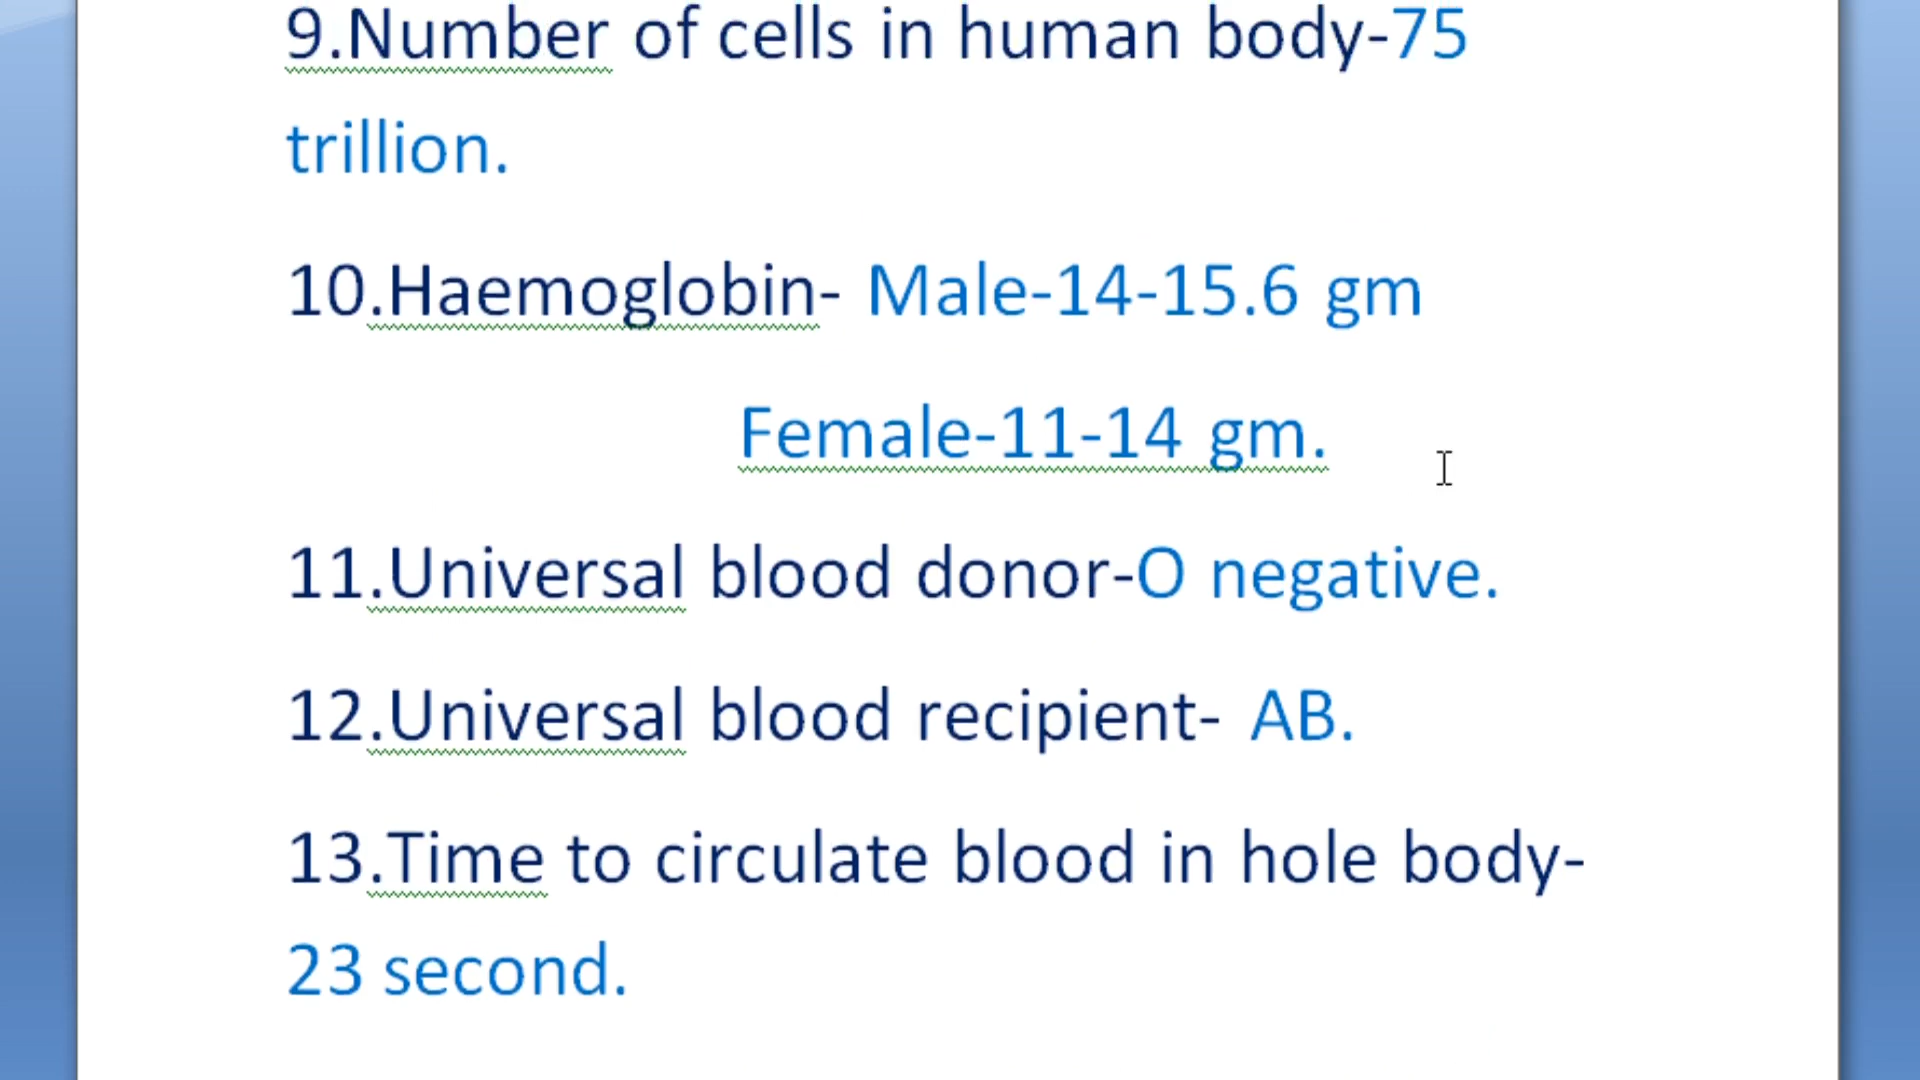 9.Number of cells in human body-75
trillion.
10.Haemoglobin- Male-14-15.6 gm
Female-11-14 gm.
11.Universal blood donor-O negative.
12.Universal blood recipient- AB.
13.Time to circulate blood in hole body-
23 second.